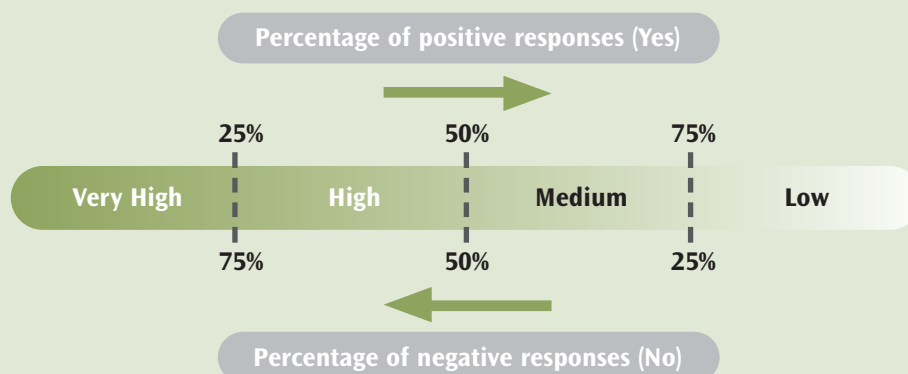 Percentage of positive responses (Yes)
25% 50% 75%
Very High High Medium Low
75% 50% 25%
Percentage of negative responses (No)